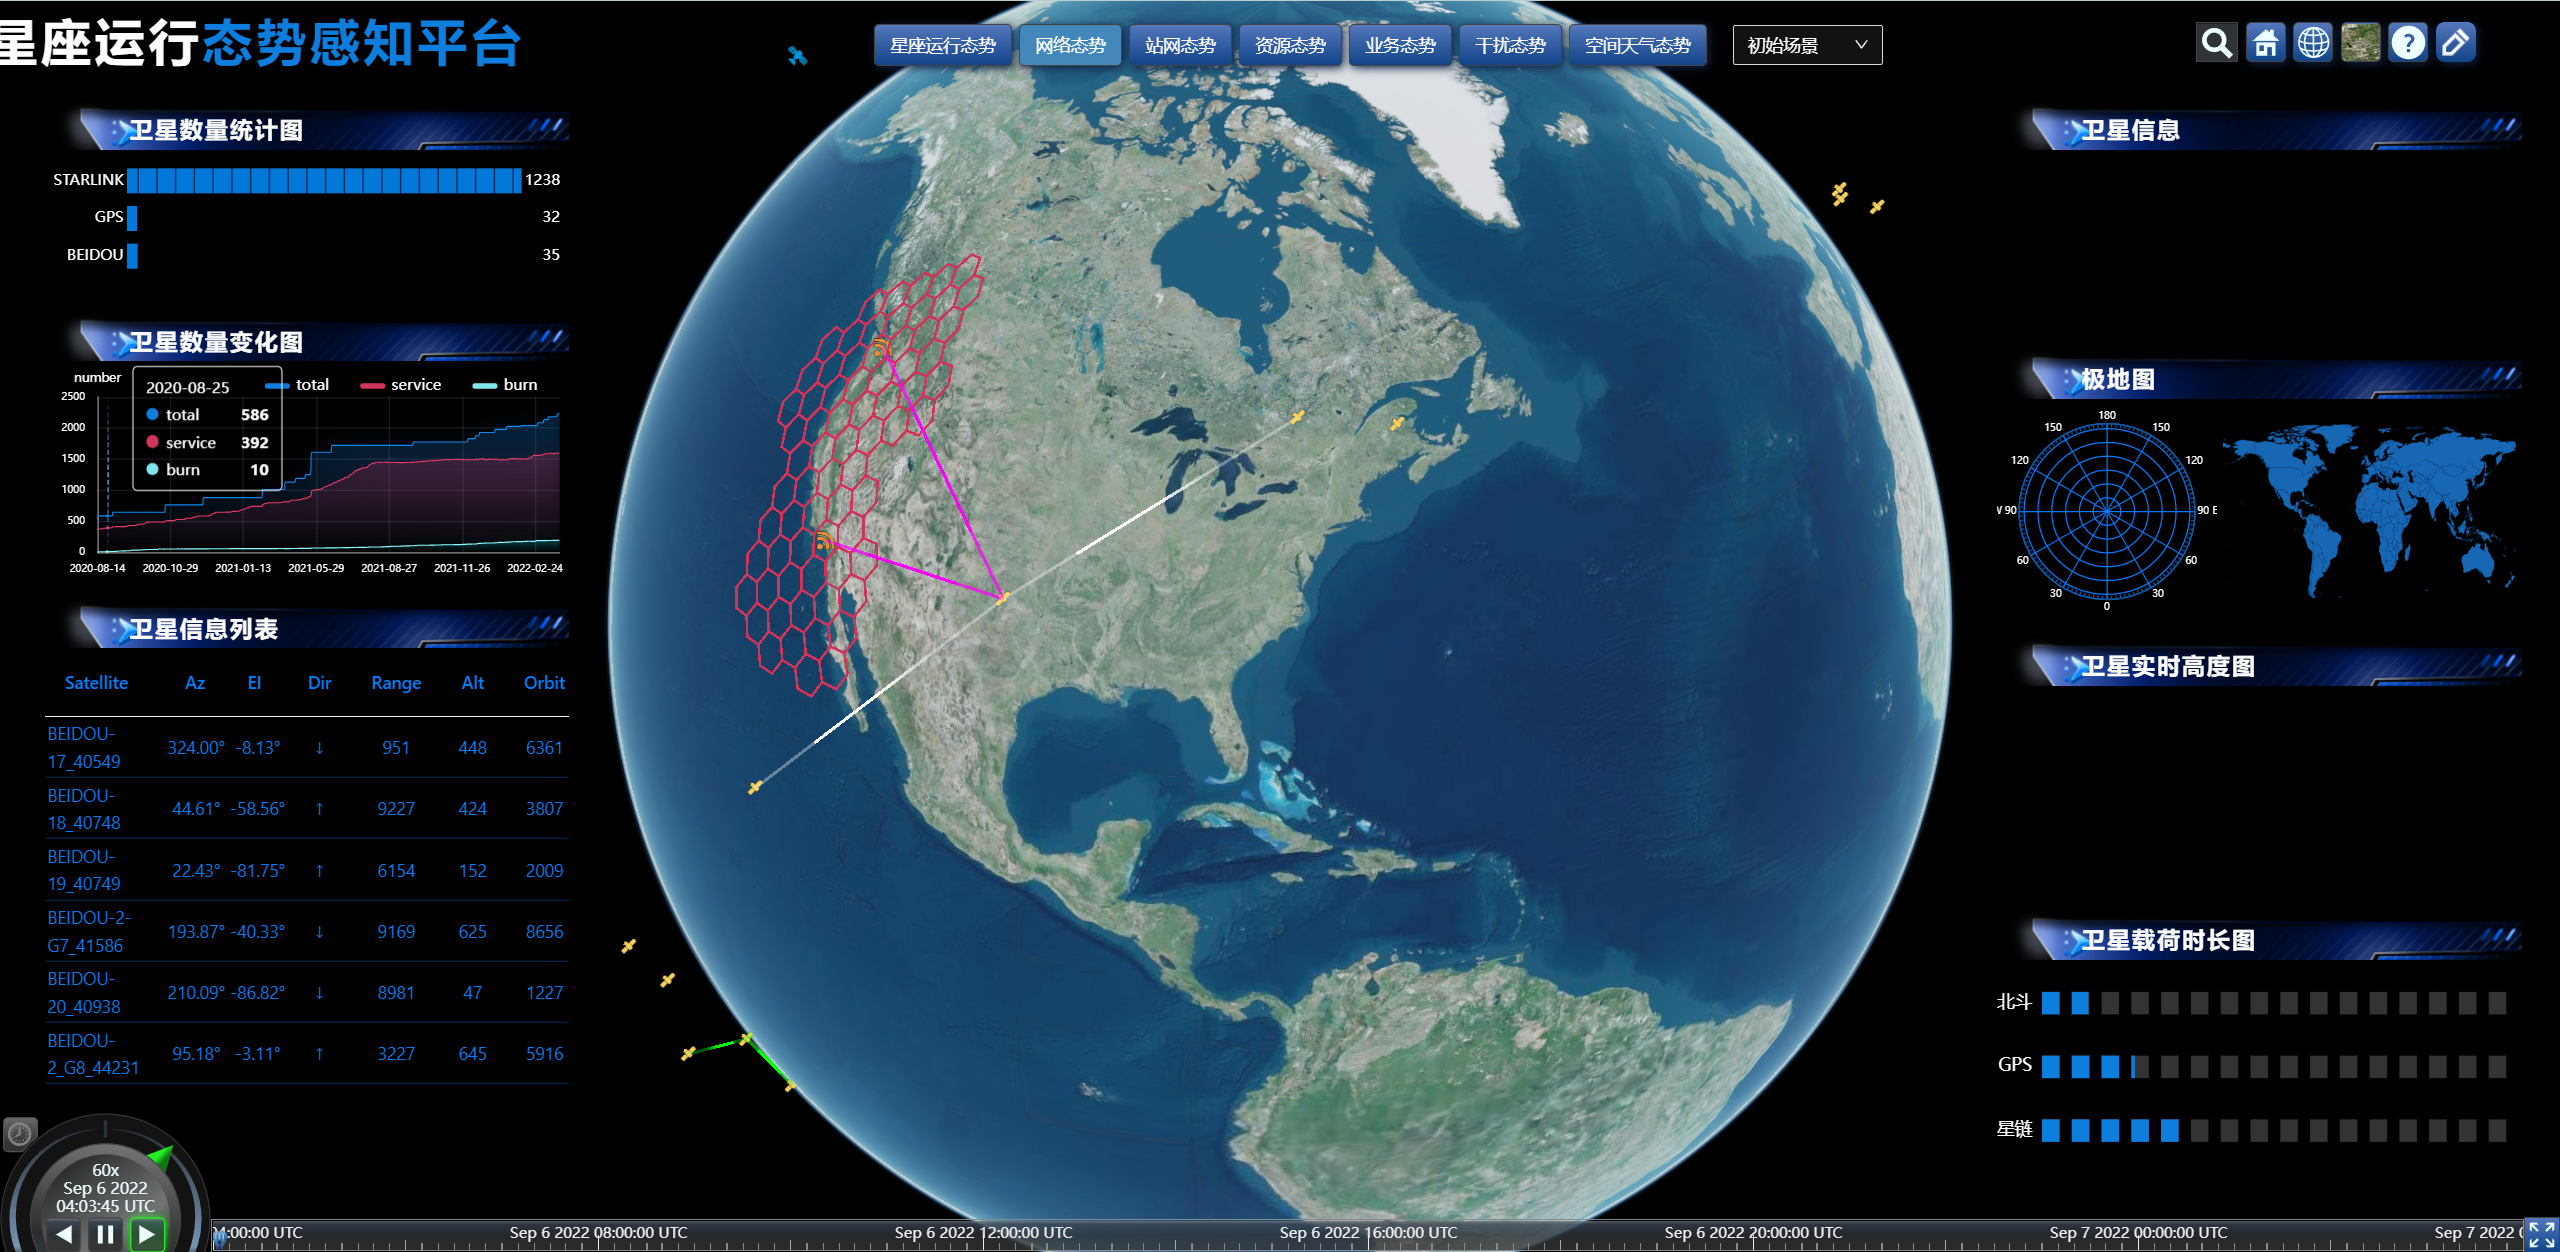 星座运行态势感知平台
星座运行态势 网络态势 站网态势 资源态势 业务态势 干扰态势 空间天气态势 初始场景
卫星数量统计图
STARLINK 1238
GPS 32
BEIDOU 35
卫星数量变化图
number total service burn
2020-08-25
total 586
service 392
burn 10
2500
2000
1500
1000
500
0
2020-08-14 2020-10-29 2021-01-13 2021-05-29 2021-08-27 2021-11-26 2022-02-24
卫星信息列表
Satellite Az El Dir Range Alt Orbit
BEIDOU-17_40549 324.00° -8.13° ↓ 951 448 6361
BEIDOU-18_40748 44.61° -58.56° ↑ 9227 424 3807
BEIDOU-19_40749 22.43° -81.75° ↑ 6154 152 2009
BEIDOU-2-G7_41586 193.87° -40.33° ↓ 9169 625 8656
BEIDOU-20_40938 210.09° -86.82° ↓ 8981 47 1227
BEIDOU-2_G8_44231 95.18° -3.11° ↑ 3227 645 5916
卫星信息
极地图
180
150 150
120 120
W 90 90 E
60 60
30 30
0
卫星实时高度图
卫星载荷时长图
北斗
GPS
星链
60x
Sep 6 2022
04:03:45 UTC
:00:00 UTC Sep 6 2022 08:00:00 UTC Sep 6 2022 12:00:00 UTC Sep 6 2022 16:00:00 UTC Sep 6 2022 20:00:00 UTC Sep 7 2022 00:00:00 UTC Sep 7 2022